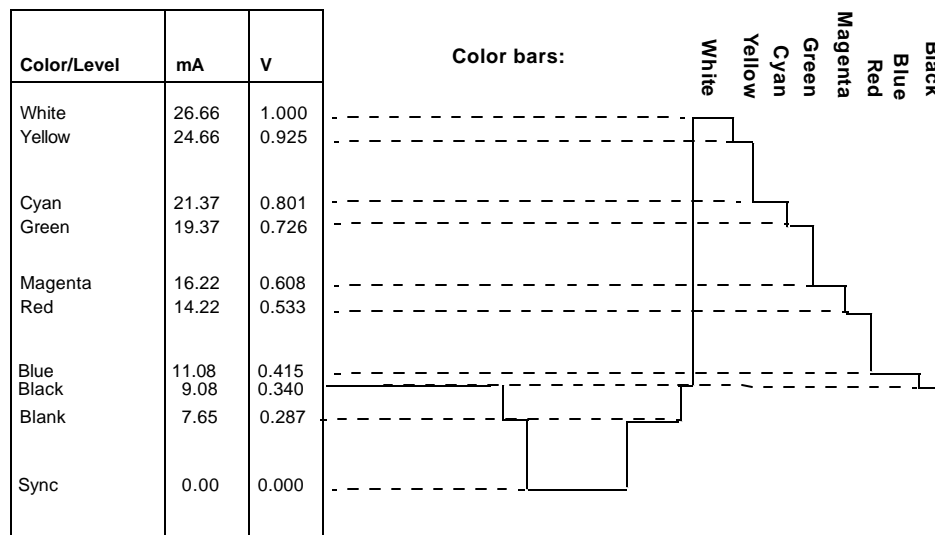 Color/Level mA V
White 26.66 1.000
Yellow 24.66 0.925
Cyan 21.37 0.801
Green 19.37 0.726
Magenta 16.22 0.608
Red 14.22 0.533
Blue 11.08 0.415
Black 9.08 0.340
Blank 7.65 0.287
Sync 0.00 0.000
Color bars:
White
Yellow
Cyan
Green
Magenta
Red
Blue
Black